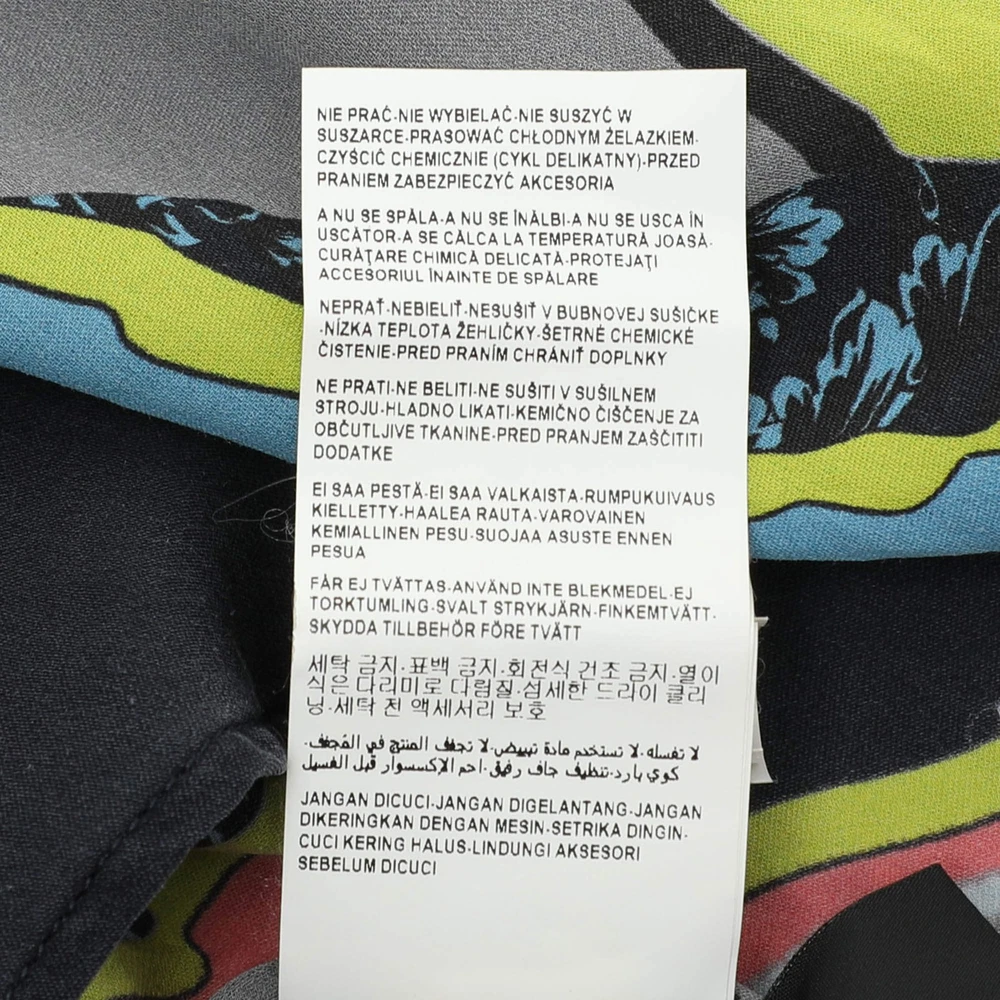 NIE PRAĆ-NIE WYBIELAĆ-NIE SUSZYĆ W
SUSZARCE-PRASOWAĆ CHŁODNYM ŻELAZKIEM-
CZYŚCIĆ CHEMICZNIE (CYKL DELIKATNY)-PRZED
PRANIEM ZABEZPIECZYĆ AKCESORIA
A NU SE SPĂLA-A NU SE ÎNĂLBI-A NU SE USCA ÎN
USCĂTOR-A SE CĂLCA LA TEMPERATURĂ JOASĂ-
CURĂŢARE CHIMICĂ DELICATĂ-PROTEJAŢI
ACCESORIUL ÎNAINTE DE SPĂLARE
NEPRAŤ-NEBIELIŤ-NESUŠIŤ V BUBNOVEJ SUŠIČKE
-NÍZKA TEPLOTA ŽEHLIČKY-ŠETRNÉ CHEMICKÉ
ČISTENIE-PRED PRANÍM CHRÁNIŤ DOPLNKY
NE PRATI-NE BELITI-NE SUŠITI V SUŠILNEM
STROJU-HLADNO LIKATI-KEMIČNO ČIŠČENJE ZA
OBČUTLJIVE TKANINE-PRED PRANJEM ZAŠČITITI
DODATKE
EI SAA PESTÄ-EI SAA VALKAISTA-RUMPUKUIVAUS
KIELLETTY-HAALEA RAUTA-VAROVAINEN
KEMIALLINEN PESU-SUOJAA ASUSTE ENNEN
PESUA
FÅR EJ TVÄTTAS-ANVÄND INTE BLEKMEDEL-EJ
TORKTUMLING-SVALT STRYKJÄRN-FINKEMTVÄTT-
SKYDDA TILLBEHÖR FÖRE TVÄTT
세탁 금지-표백 금지-회전식 건조 금지-열이
식은 다리미로 다림질-섬세한 드라이 클리
닝-세탁 전 액세서리 보호
لا تغسله-لا تستخدم مادة تبييض-لا تجفف المنتج في المُجفف-
كوي بارد-تنظيف جاف رفيق-احم الإكسسوار قبل الغسيل
JANGAN DICUCI-JANGAN DIGELANTANG-JANGAN
DIKERINGKAN DENGAN MESIN-SETRIKA DINGIN-
CUCI KERING HALUS-LINDUNGI AKSESORI
SEBELUM DICUCI